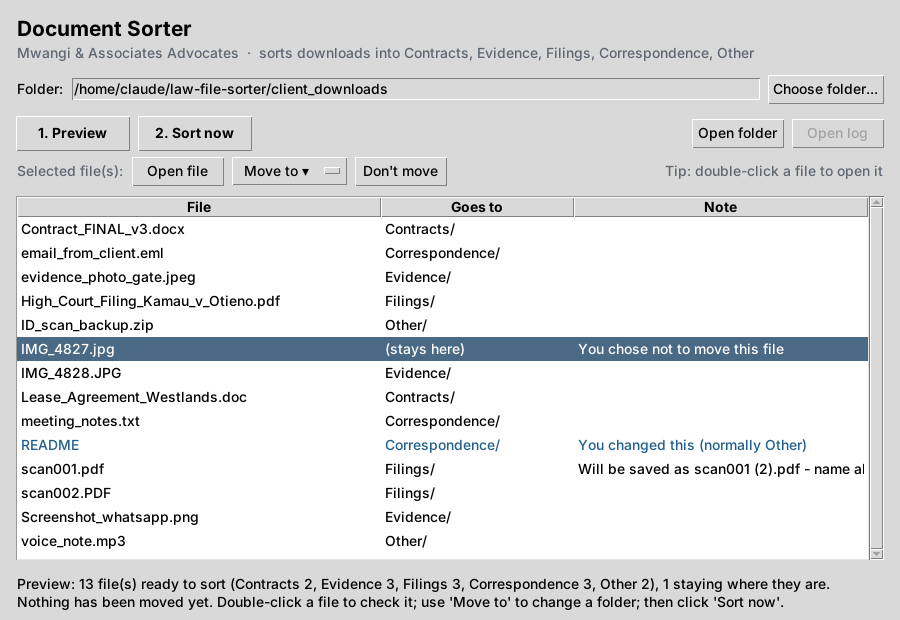 Document Sorter
Mwangi & Associates Advocates · sorts downloads into Contracts, Evidence, Filings, Correspondence, Other
Folder: /home/claude/law-file-sorter/client_downloads Choose folder...
1. Preview 2. Sort now Open folder Open log
Selected file(s): Open file Move to ▾ Don't move Tip: double-click a file to open it
File Goes to Note
Contract_FINAL_v3.docx Contracts/
email_from_client.eml Correspondence/
evidence_photo_gate.jpeg Evidence/
High_Court_Filing_Kamau_v_Otieno.pdf Filings/
ID_scan_backup.zip Other/
IMG_4827.jpg (stays here) You chose not to move this file
IMG_4828.JPG Evidence/
Lease_Agreement_Westlands.doc Contracts/
meeting_notes.txt Correspondence/
README Correspondence/ You changed this (normally Other)
scan001.pdf Filings/ Will be saved as scan001 (2).pdf - name al
scan002.PDF Filings/
Screenshot_whatsapp.png Evidence/
voice_note.mp3 Other/
Preview: 13 file(s) ready to sort (Contracts 2, Evidence 3, Filings 3, Correspondence 3, Other 2), 1 staying where they are.
Nothing has been moved yet. Double-click a file to check it; use 'Move to' to change a folder; then click 'Sort now'.